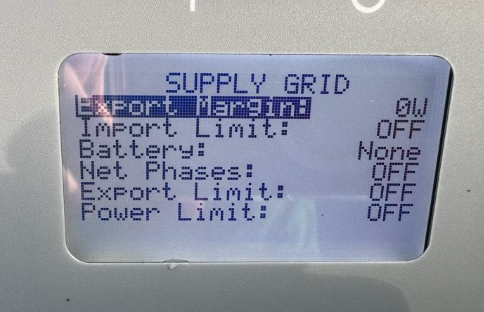 SUPPLY GRID
Export Margin: 0W
Import Limit: OFF
Battery: None
Net Phases: OFF
Export Limit: OFF
Power Limit: OFF